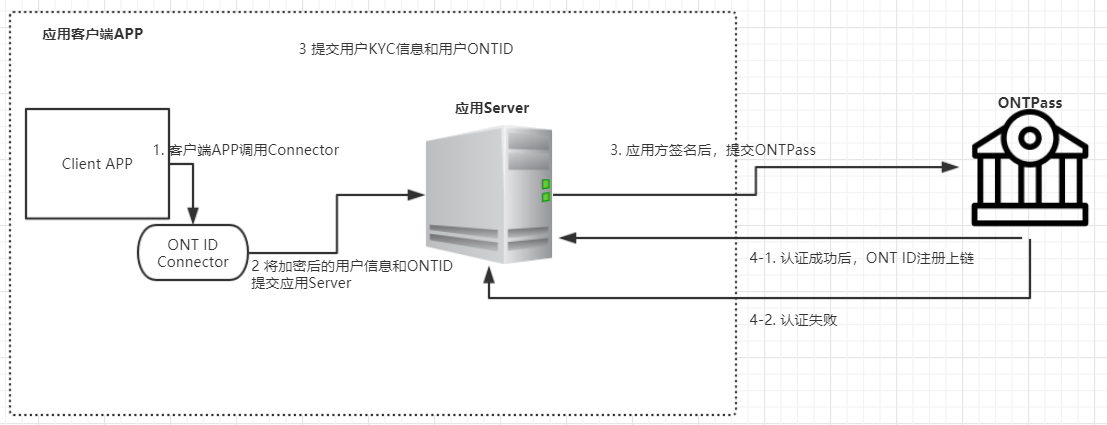 应用客户端APP
3 提交用户KYC信息和用户ONTID
应用Server
ONTPass
Client APP
1. 客户端APP调用Connector
3. 应用方签名后，提交ONTPass
ONT ID
Connector
2 将加密后的用户信息和ONTID
提交应用Server
4-1. 认证成功后，ONT ID注册上链
4-2. 认证失败